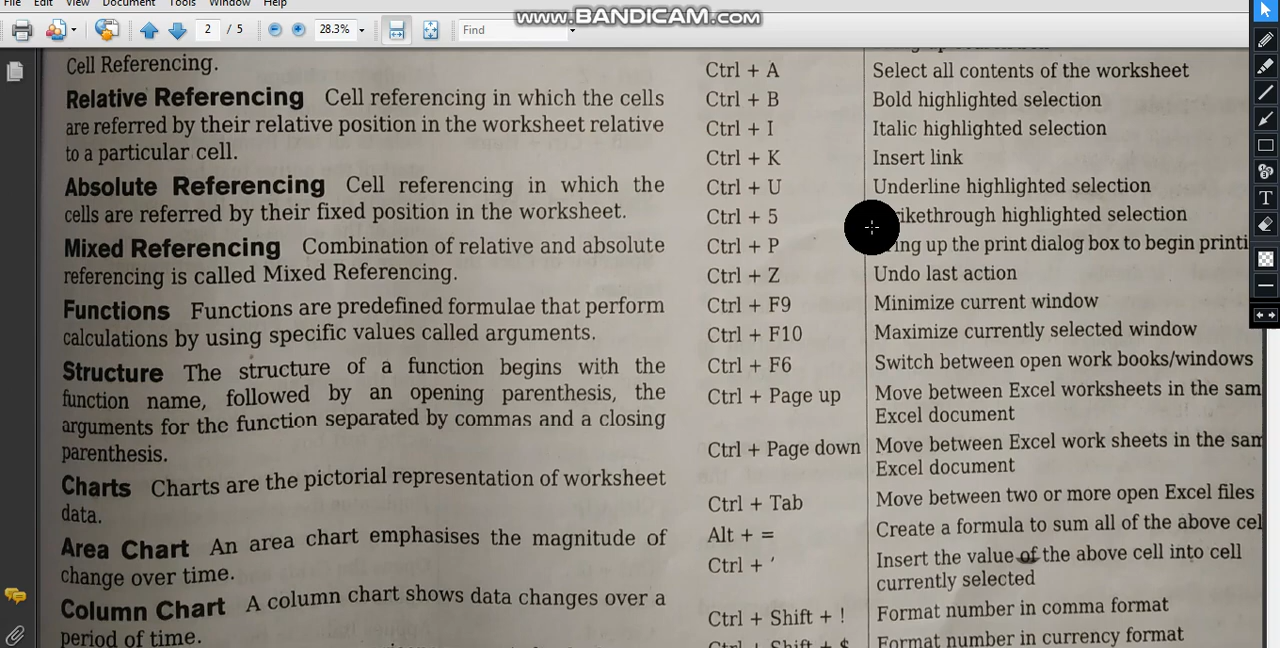 File Edit View Document Tools Window Help
www.BANDICAM.com
2 / 5 28.3% Find
Cell Referencing.
Relative Referencing Cell referencing in which the cells
are referred by their relative position in the worksheet relative
to a particular cell.
Absolute Referencing Cell referencing in which the
cells are referred by their fixed position in the worksheet.
Mixed Referencing Combination of relative and absolute
referencing is called Mixed Referencing.
Functions Functions are predefined formulae that perform
calculations by using specific values called arguments.
Structure The structure of a function begins with the
function name, followed by an opening parenthesis, the
arguments for the function separated by commas and a closing
parenthesis.
Charts Charts are the pictorial representation of worksheet
data.
Area Chart An area chart emphasises the magnitude of
change over time.
Column Chart A column chart shows data changes over a
period of time.
Ctrl + A Select all contents of the worksheet
Ctrl + B Bold highlighted selection
Ctrl + I Italic highlighted selection
Ctrl + K Insert link
Ctrl + U Underline highlighted selection
Ctrl + 5 ikethrough highlighted selection
Ctrl + P ing up the print dialog box to begin printi
Ctrl + Z Undo last action
Ctrl + F9 Minimize current window
Ctrl + F10 Maximize currently selected window
Ctrl + F6 Switch between open work books/windows
Ctrl + Page up Move between Excel worksheets in the sam
Excel document
Ctrl + Page down Move between Excel work sheets in the sam
Excel document
Ctrl + Tab Move between two or more open Excel files
Alt + = Create a formula to sum all of the above cel
Ctrl + ' Insert the value of the above cell into cell
currently selected
Ctrl + Shift + ! Format number in comma format
Ctrl + Shift + $ Format number in currency format